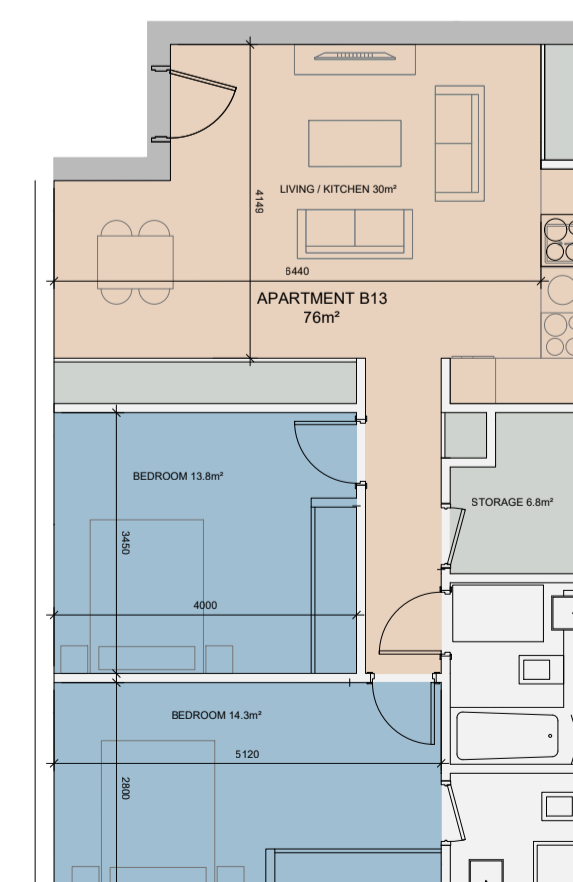 LIVING / KITCHEN 30m²
4149
6440
APARTMENT B13
76m²
BEDROOM 13.8m²
STORAGE 6.8m²
3450
4000
BEDROOM 14.3m²
5120
2800